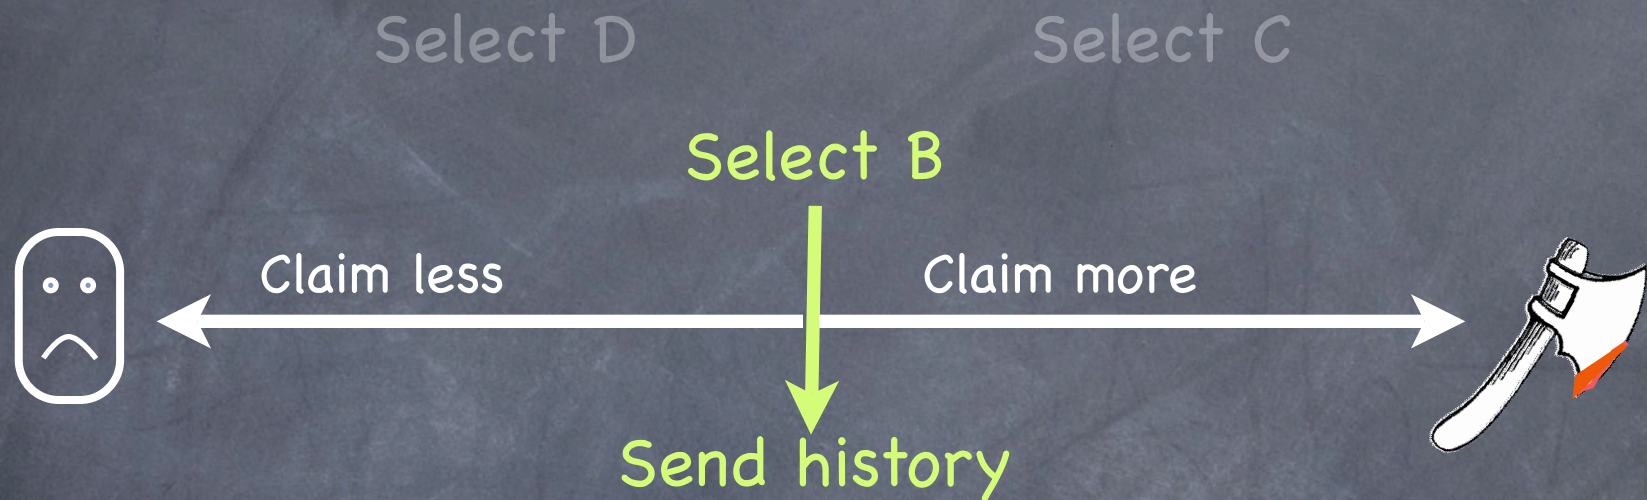 Select D
Select C
Select B
Claim less
Claim more
Send history